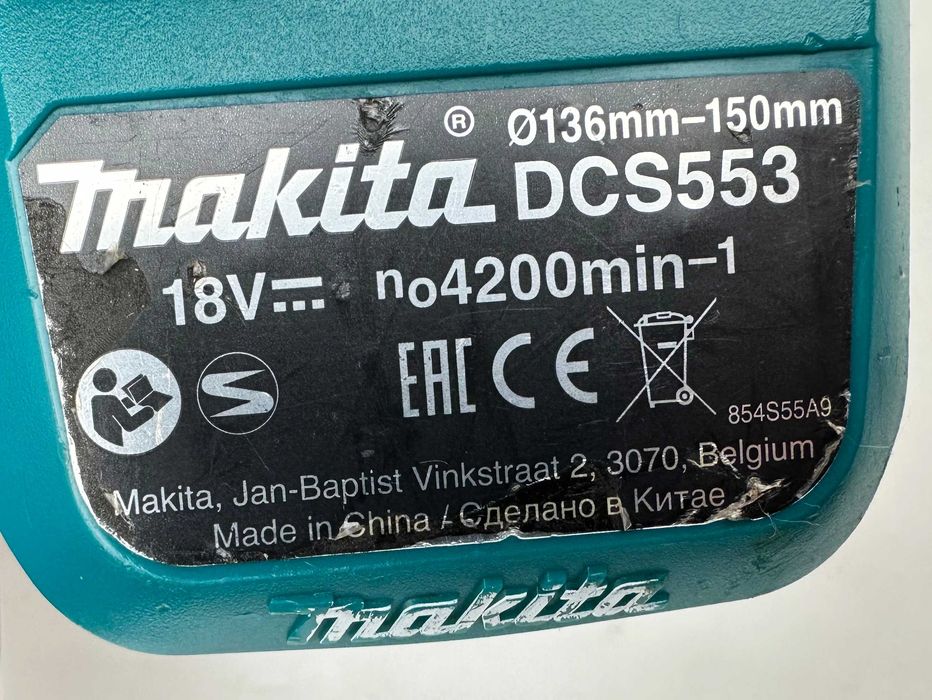 Ø136mm–150mm
makita® DCS553
18V no4200min–1
EAC CE
854S55A9
Makita, Jan-Baptist Vinkstraat 2, 3070, Belgium
Made in China / Сделано в Китае
makita